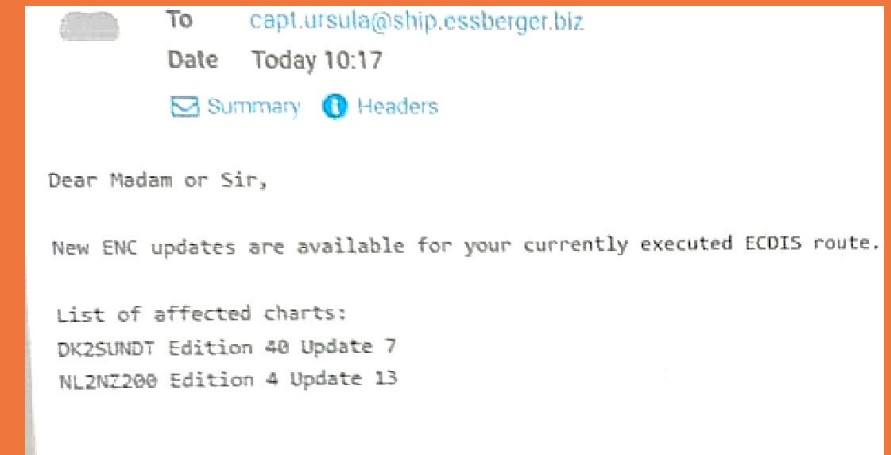 To capt.ursula@ship.essberger.biz
Date Today 10:17
Summary Headers
Dear Madam or Sir,
New ENC updates are available for your currently executed ECDIS route.
List of affected charts:
DK2SUNDT Edition 40 Update 7
NL2NZ200 Edition 4 Update 13